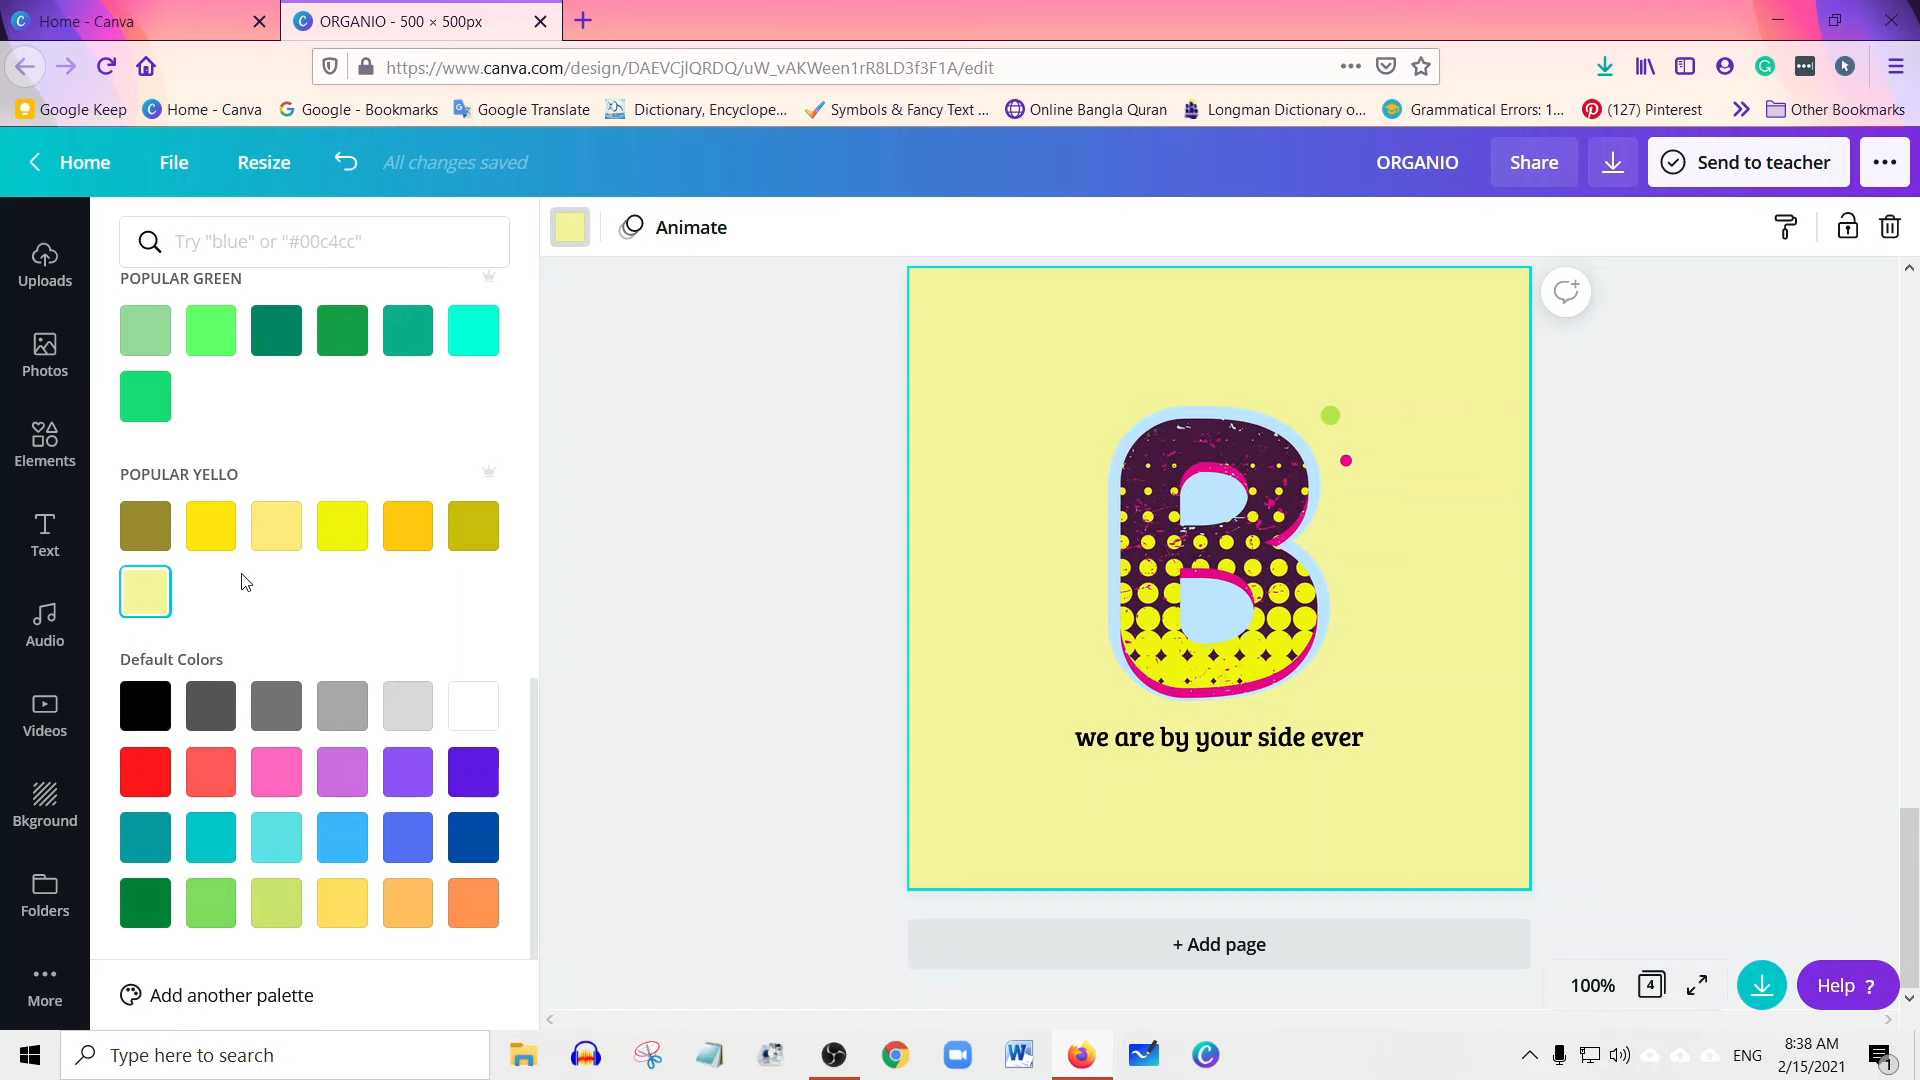 Home - Canva
ORGANIO - 500 × 500px
https://www.canva.com/design/DAEVCjlQRDQ/uW_vAKWeen1rR8LD3f3F1A/edit
Google Keep
Home - Canva
Google - Bookmarks
Google Translate
Dictionary, Encyclope...
Symbols & Fancy Text ...
Online Bangla Quran
Longman Dictionary o...
Grammatical Errors: 1...
(127) Pinterest
Other Bookmarks
Home
File
Resize
All changes saved
ORGANIO
Share
Send to teacher
Try "blue" or "#00c4cc"
Animate
Uploads
Photos
Elements
Text
Audio
Videos
Bkground
Folders
More
POPULAR GREEN
POPULAR YELLO
Default Colors
Add another palette
B
we are by your side ever
+ Add page
100%
4
Help ?
Type here to search
ENG
8:38 AM
2/15/2021
1